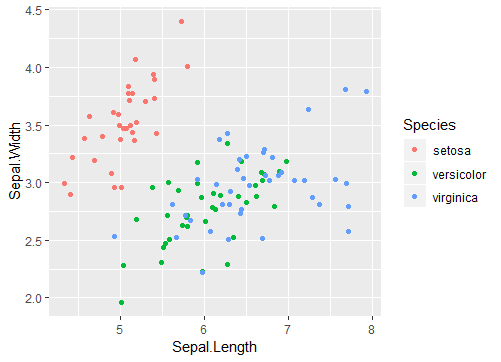 4.5
4.0
3.5
3.0
2.5
2.0
Sepal.Width
5
6
7
8
Sepal.Length
Species
setosa
versicolor
virginica